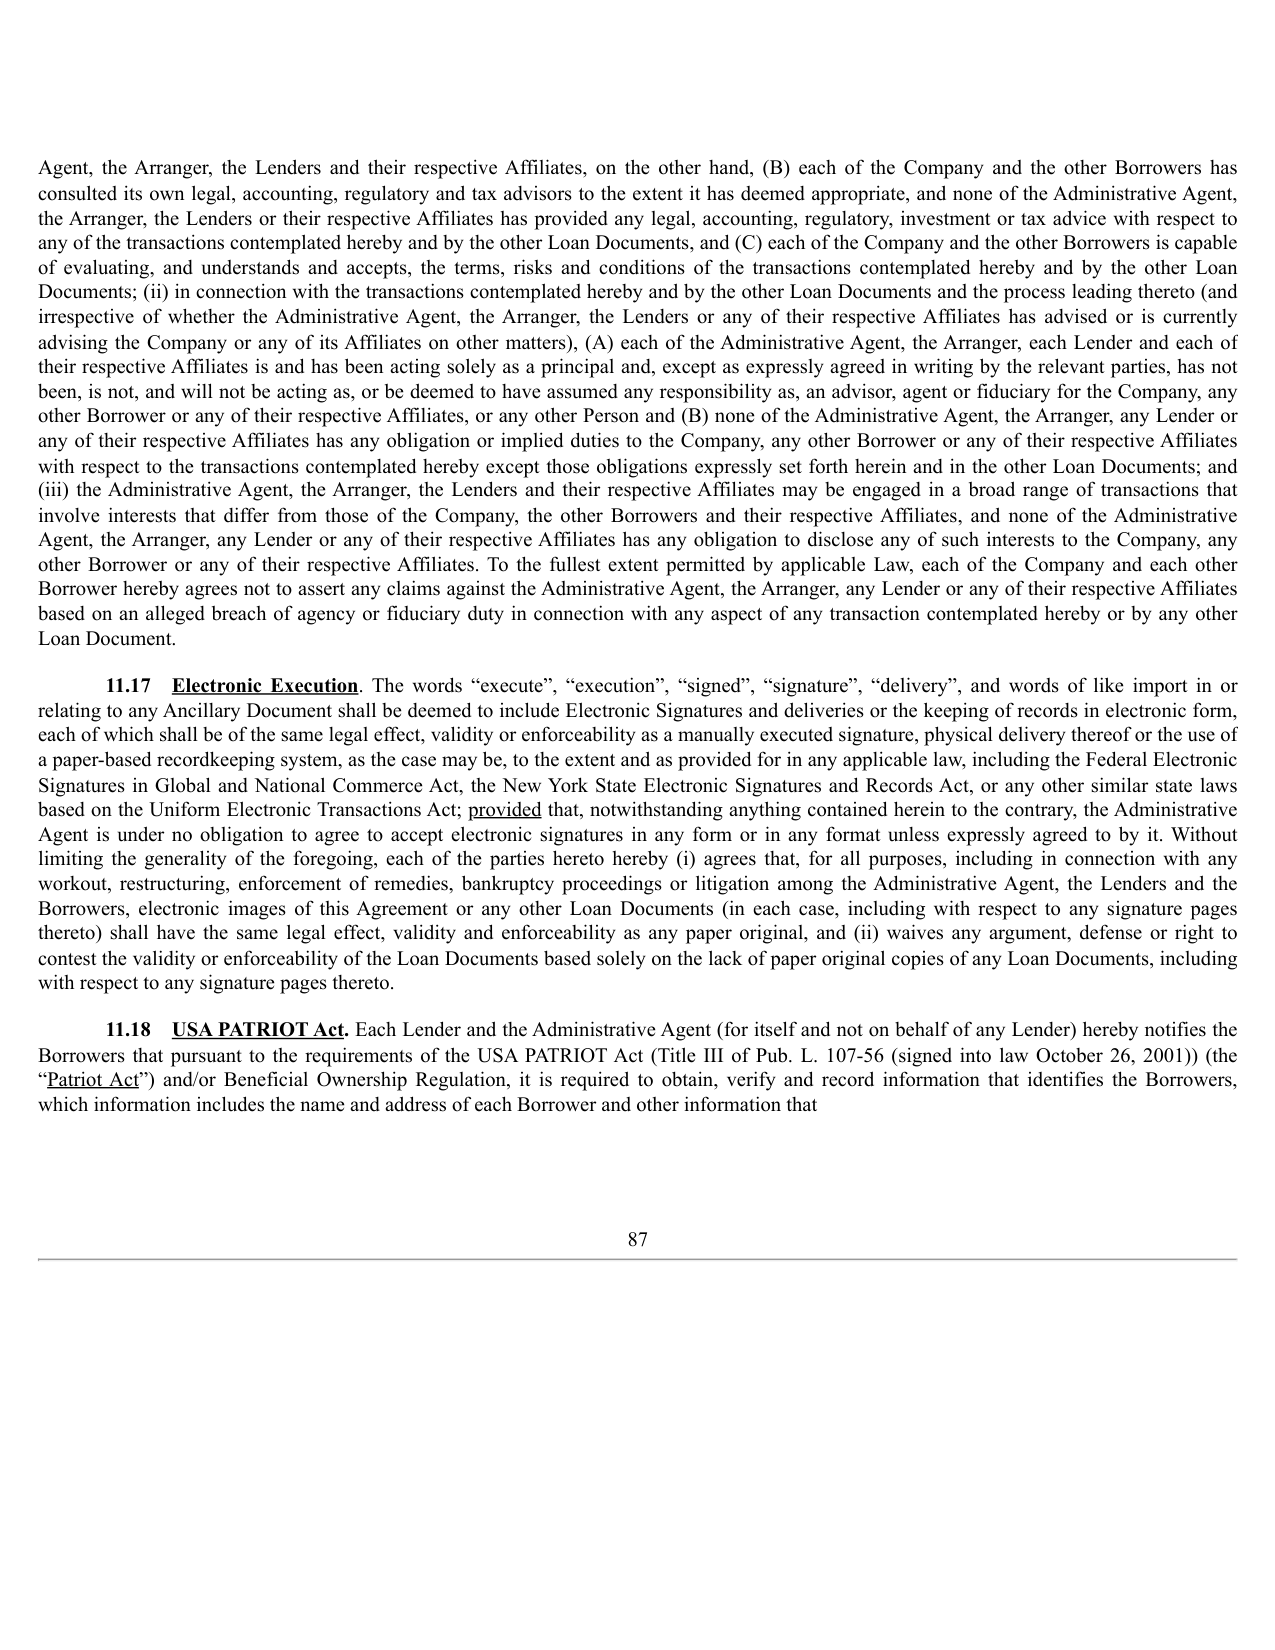 Agent, the Arranger, the Lenders and their respective Affiliates, on the other hand, (B) each of the Company and the other Borrowers has
consulted its own legal, accounting, regulatory and tax advisors to the extent it has deemed appropriate, and none of the Administrative Agent,
the Arranger, the Lenders or their respective Affiliates has provided any legal, accounting, regulatory, investment or tax advice with respect to
any of the transactions contemplated hereby and by the other Loan Documents, and (C) each of the Company and the other Borrowers is capable
of evaluating, and understands and accepts, the terms, risks and conditions of the transactions contemplated hereby and by the other Loan
Documents; (ii) in connection with the transactions contemplated hereby and by the other Loan Documents and the process leading thereto (and
irrespective of whether the Administrative Agent, the Arranger, the Lenders or any of their respective Affiliates has advised or is currently
advising the Company or any of its Affiliates on other matters), (A) each of the Administrative Agent, the Arranger, each Lender and each of
their respective Affiliates is and has been acting solely as a principal and, except as expressly agreed in writing by the relevant parties, has not
been, is not, and will not be acting as, or be deemed to have assumed any responsibility as, an advisor, agent or fiduciary for the Company, any
other Borrower or any of their respective Affiliates, or any other Person and (B) none of the Administrative Agent, the Arranger, any Lender or
any of their respective Affiliates has any obligation or implied duties to the Company, any other Borrower or any of their respective Affiliates
with respect to the transactions contemplated hereby except those obligations expressly set forth herein and in the other Loan Documents; and
(iii) the Administrative Agent, the Arranger, the Lenders and their respective Affiliates may be engaged in a broad range of transactions that
involve interests that differ from those of the Company, the other Borrowers and their respective Affiliates, and none of the Administrative
Agent, the Arranger, any Lender or any of their respective Affiliates has any obligation to disclose any of such interests to the Company, any
other Borrower or any of their respective Affiliates. To the fullest extent permitted by applicable Law, each of the Company and each other
Borrower hereby agrees not to assert any claims against the Administrative Agent, the Arranger, any Lender or any of their respective Affiliates
based on an alleged breach of agency or fiduciary duty in connection with any aspect of any transaction contemplated hereby or by any other
Loan Document.
11.17 Electronic Execution. The words “execute”, “execution”, “signed”, “signature”, “delivery”, and words of like import in or
relating to any Ancillary Document shall be deemed to include Electronic Signatures and deliveries or the keeping of records in electronic form,
each of which shall be of the same legal effect, validity or enforceability as a manually executed signature, physical delivery thereof or the use of
a paper-based recordkeeping system, as the case may be, to the extent and as provided for in any applicable law, including the Federal Electronic
Signatures in Global and National Commerce Act, the New York State Electronic Signatures and Records Act, or any other similar state laws
based on the Uniform Electronic Transactions Act; provided that, notwithstanding anything contained herein to the contrary, the Administrative
Agent is under no obligation to agree to accept electronic signatures in any form or in any format unless expressly agreed to by it. Without
limiting the generality of the foregoing, each of the parties hereto hereby (i) agrees that, for all purposes, including in connection with any
workout, restructuring, enforcement of remedies, bankruptcy proceedings or litigation among the Administrative Agent, the Lenders and the
Borrowers, electronic images of this Agreement or any other Loan Documents (in each case, including with respect to any signature pages
thereto) shall have the same legal effect, validity and enforceability as any paper original, and (ii) waives any argument, defense or right to
contest the validity or enforceability of the Loan Documents based solely on the lack of paper original copies of any Loan Documents, including
with respect to any signature pages thereto.
11.18 USA PATRIOT Act. Each Lender and the Administrative Agent (for itself and not on behalf of any Lender) hereby notifies the
Borrowers that pursuant to the requirements of the USA PATRIOT Act (Title III of Pub. L. 107-56 (signed into law October 26, 2001)) (the
“Patriot Act”) and/or Beneficial Ownership Regulation, it is required to obtain, verify and record information that identifies the Borrowers,
which information includes the name and address of each Borrower and other information that
87